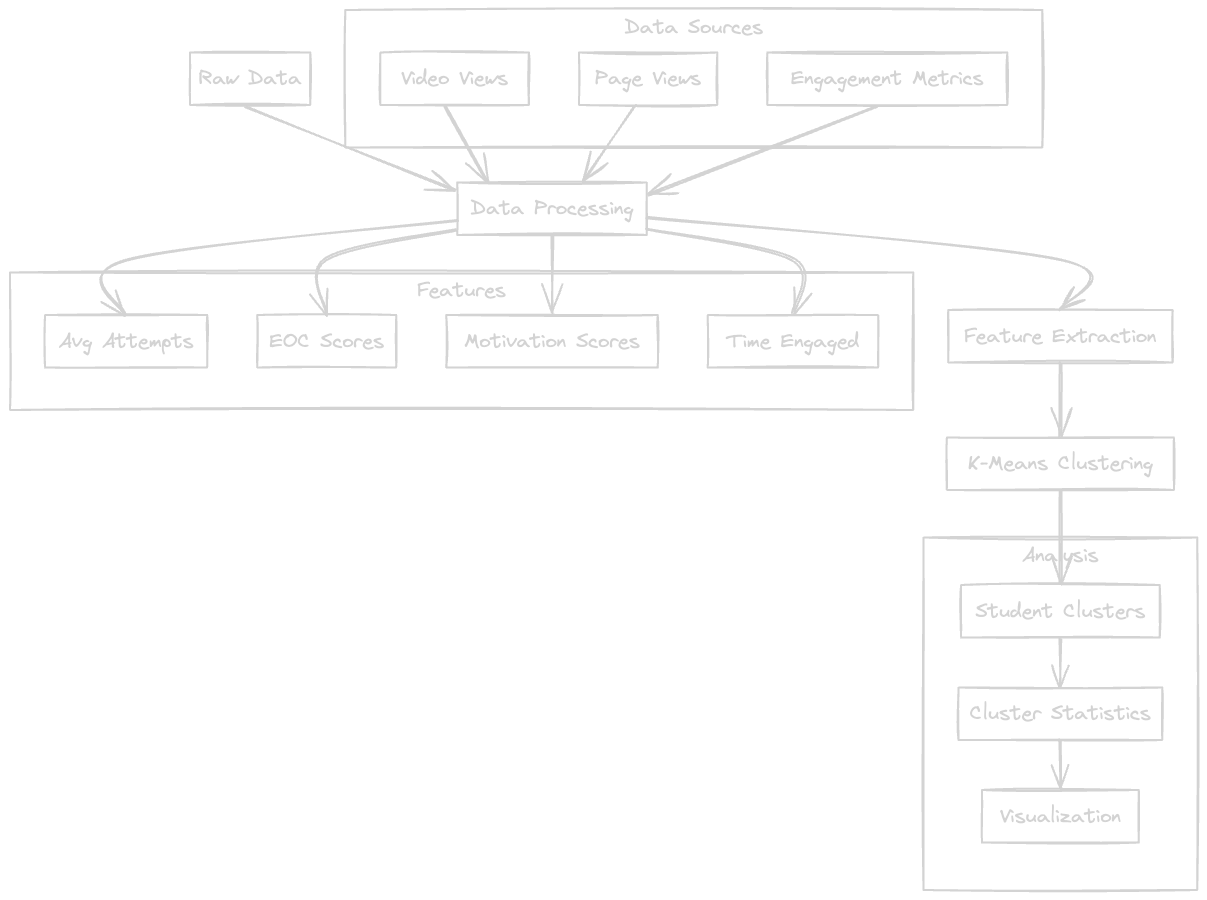 Data Sources
Raw Data
Video Views
Page Views
Engagement Metrics
Data Processing
Features
Avg Attempts
EOC Scores
Motivation Scores
Time Engaged
Feature Extraction
K-Means Clustering
Analysis
Student Clusters
Cluster Statistics
Visualization